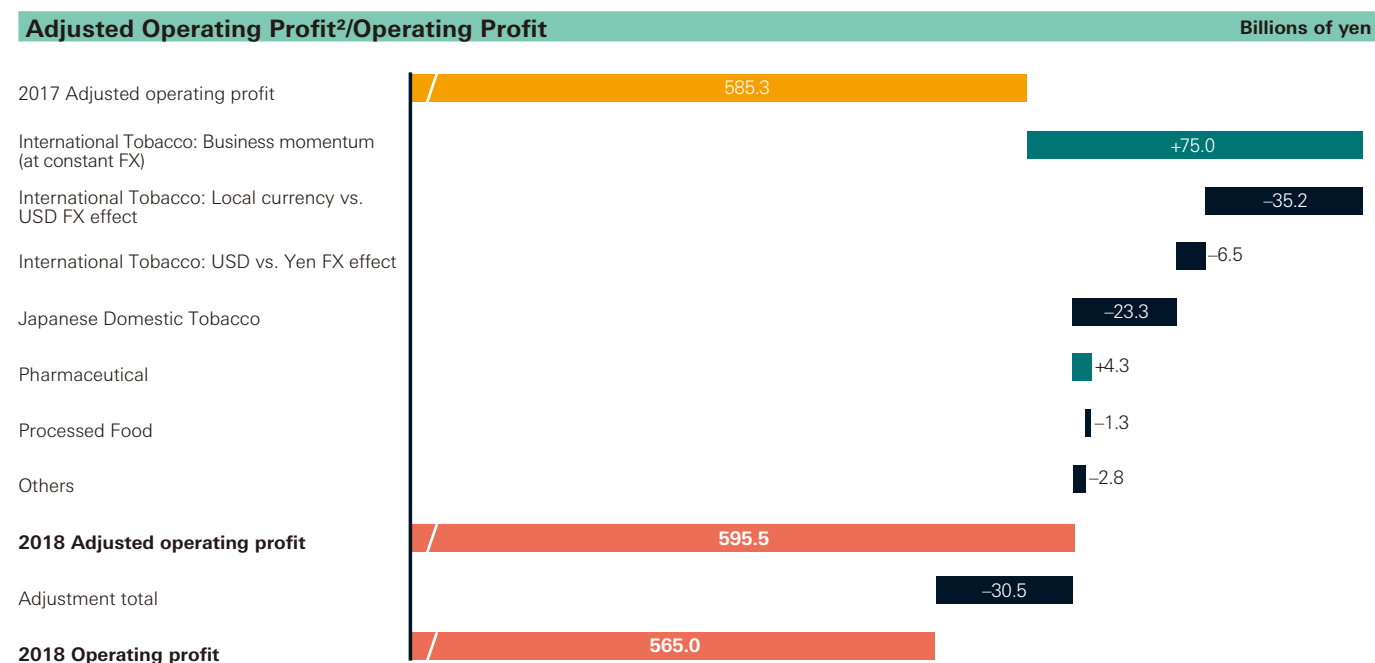 Adjusted Operating Profit²/Operating Profit
Billions of yen
2017 Adjusted operating profit
585.3
International Tobacco: Business momentum
(at constant FX)
+75.0
International Tobacco: Local currency vs.
USD FX effect
–35.2
International Tobacco: USD vs. Yen FX effect
–6.5
Japanese Domestic Tobacco
–23.3
Pharmaceutical
+4.3
Processed Food
–1.3
Others
–2.8
2018 Adjusted operating profit
595.5
Adjustment total
–30.5
2018 Operating profit
565.0